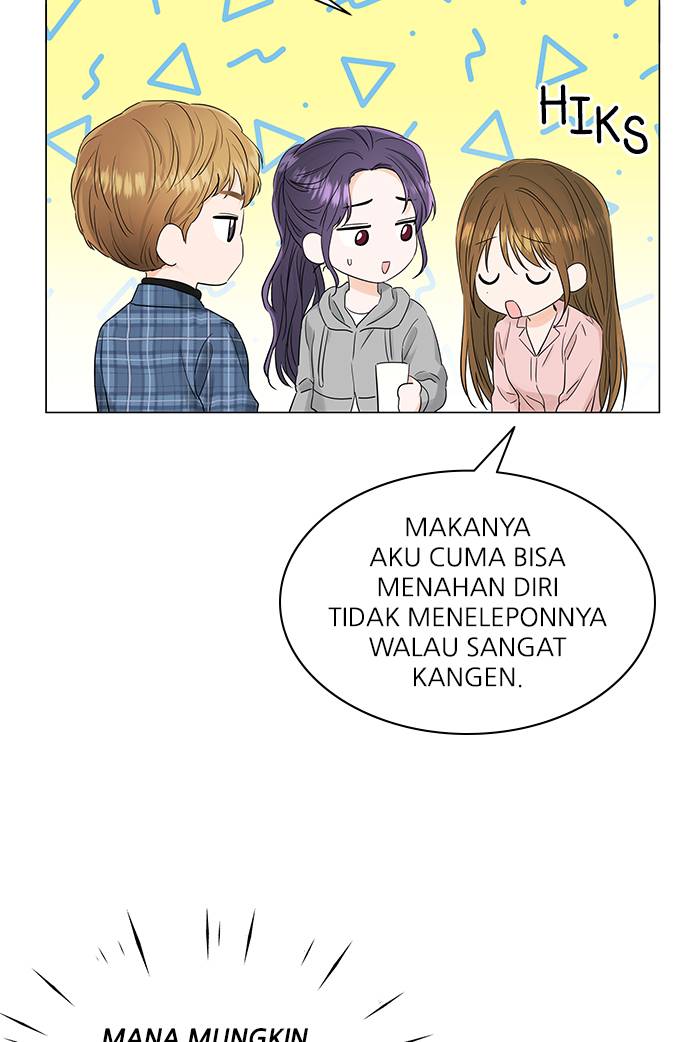 HIKS
MAKANYA
AKU CUMA BISA
MENAHAN DIRI
TIDAK MENELEPONNYA
WALAU SANGAT
KANGEN.
MANA MUNGKIN